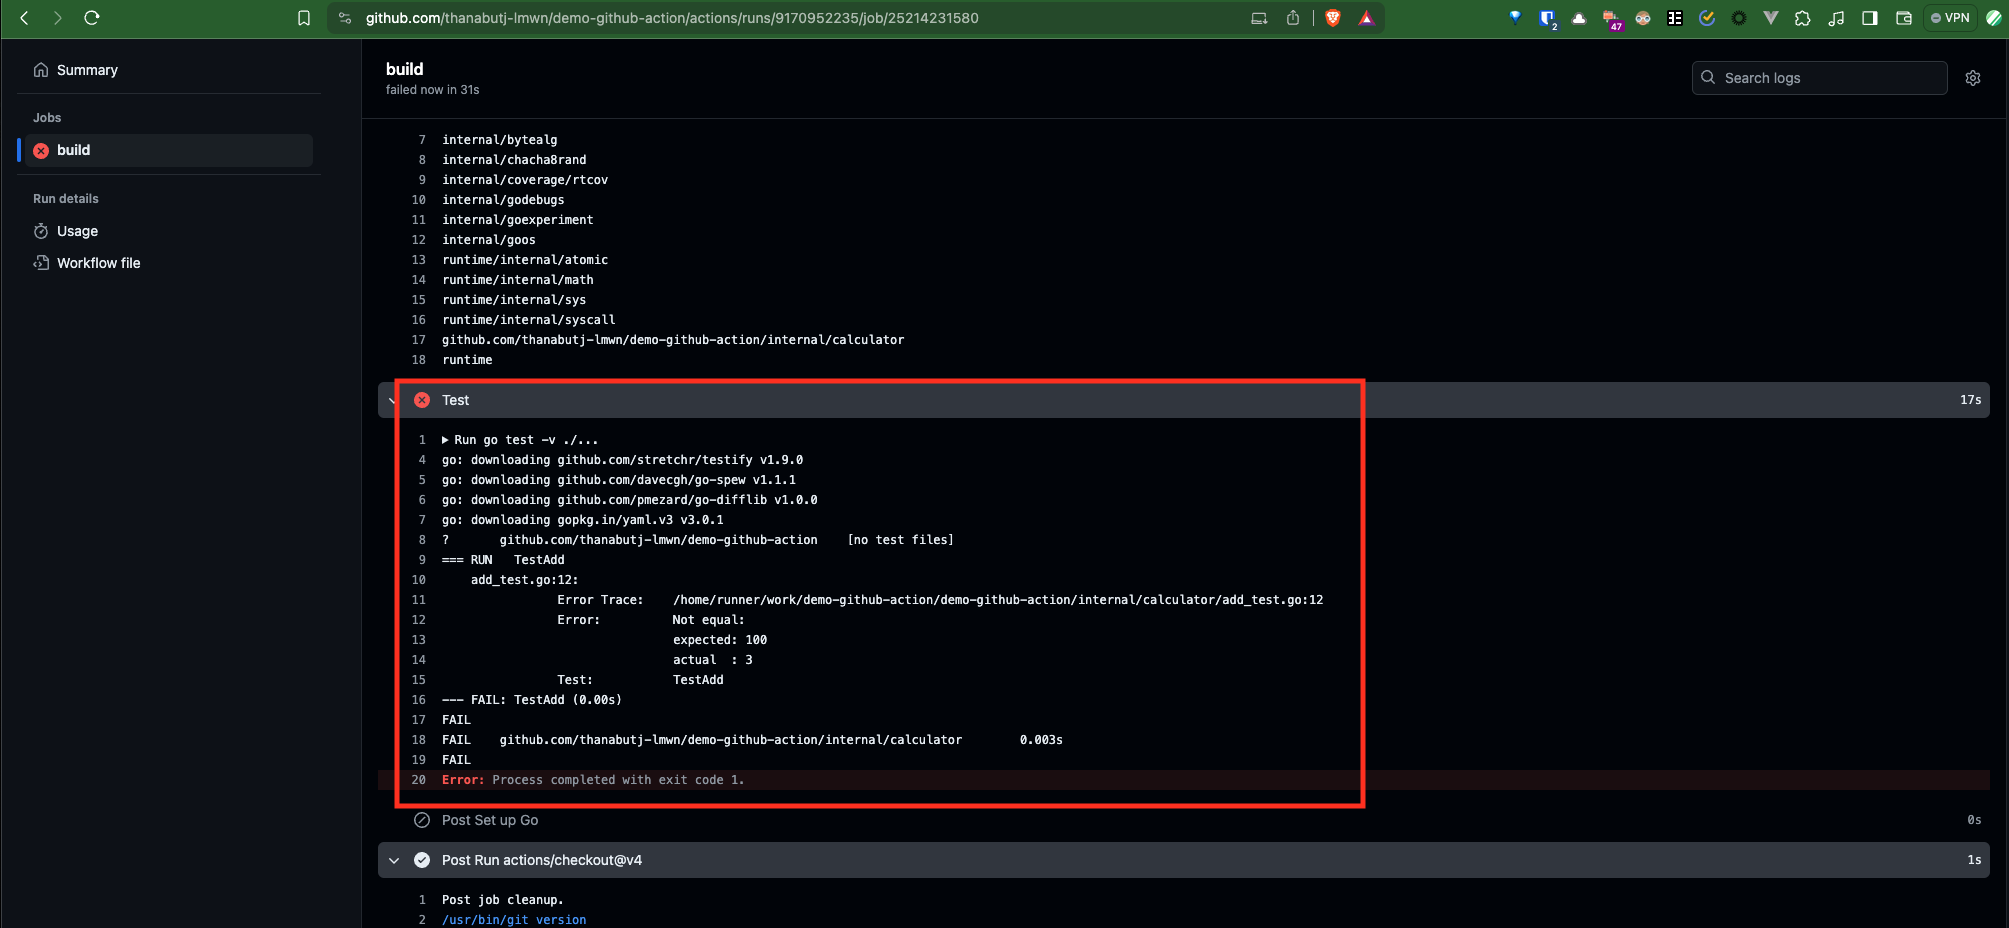 github.com/thanabutj-lmwn/demo-github-action/actions/runs/9170952235/job/25214231580
2
47
VPN
Summary
Jobs
build
Run details
Usage
Workflow file
build
failed now in 31s
Search logs
7 internal/bytealg
8 internal/chacha8rand
9 internal/coverage/rtcov
10 internal/godebugs
11 internal/goexperiment
12 internal/goos
13 runtime/internal/atomic
14 runtime/internal/math
15 runtime/internal/sys
16 runtime/internal/syscall
17 github.com/thanabutj-lmwn/demo-github-action/internal/calculator
18 runtime
Test 17s
1 Run go test -v ./...
4 go: downloading github.com/stretchr/testify v1.9.0
5 go: downloading github.com/davecgh/go-spew v1.1.1
6 go: downloading github.com/pmezard/go-difflib v1.0.0
7 go: downloading gopkg.in/yaml.v3 v3.0.1
8 ? github.com/thanabutj-lmwn/demo-github-action [no test files]
9 === RUN TestAdd
10 add_test.go:12:
11 Error Trace: /home/runner/work/demo-github-action/demo-github-action/internal/calculator/add_test.go:12
12 Error: Not equal:
13 expected: 100
14 actual : 3
15 Test: TestAdd
16 --- FAIL: TestAdd (0.00s)
17 FAIL
18 FAIL github.com/thanabutj-lmwn/demo-github-action/internal/calculator 0.003s
19 FAIL
20 Error: Process completed with exit code 1.
Post Set up Go 0s
Post Run actions/checkout@v4 1s
1 Post job cleanup.
2 /usr/bin/git version